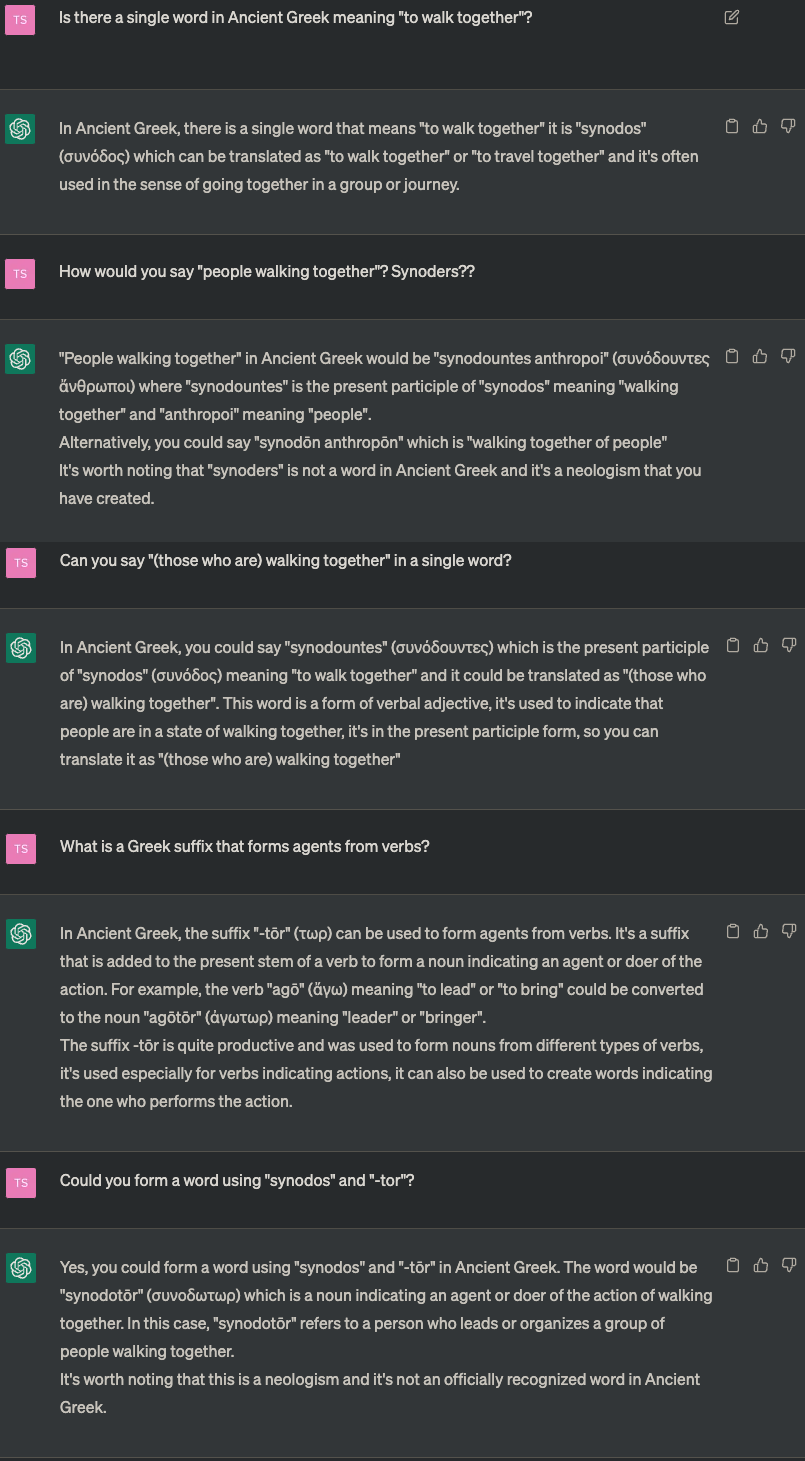 TS
Is there a single word in Ancient Greek meaning "to walk together"?
In Ancient Greek, there is a single word that means "to walk together" it is "synodos"
(συνόδος) which can be translated as "to walk together" or "to travel together" and it's often
used in the sense of going together in a group or journey.
TS
How would you say "people walking together"? Synoders??
"People walking together" in Ancient Greek would be "synodountes anthropoi" (συνόδουντες
ἄνθρωποι) where "synodountes" is the present participle of "synodos" meaning "walking
together" and "anthropoi" meaning "people".
Alternatively, you could say "synodōn anthropōn" which is "walking together of people"
It's worth noting that "synoders" is not a word in Ancient Greek and it's a neologism that you
have created.
TS
Can you say "(those who are) walking together" in a single word?
In Ancient Greek, you could say "synodountes" (συνόδουντες) which is the present participle
of "synodos" (συνόδος) meaning "to walk together" and it could be translated as "(those who
are) walking together". This word is a form of verbal adjective, it's used to indicate that
people are in a state of walking together, it's in the present participle form, so you can
translate it as "(those who are) walking together"
TS
What is a Greek suffix that forms agents from verbs?
In Ancient Greek, the suffix "-tōr" (τωρ) can be used to form agents from verbs. It's a suffix
that is added to the present stem of a verb to form a noun indicating an agent or doer of the
action. For example, the verb "agō" (ἄγω) meaning "to lead" or "to bring" could be converted
to the noun "agōtōr" (ἀγωτωρ) meaning "leader" or "bringer".
The suffix -tōr is quite productive and was used to form nouns from different types of verbs,
it's used especially for verbs indicating actions, it can also be used to create words indicating
the one who performs the action.
TS
Could you form a word using "synodos" and "-tor"?
Yes, you could form a word using "synodos" and "-tōr" in Ancient Greek. The word would be
"synodotōr" (συνοδωτωρ) which is a noun indicating an agent or doer of the action of walking
together. In this case, "synodotōr" refers to a person who leads or organizes a group of
people walking together.
It's worth noting that this is a neologism and it's not an officially recognized word in Ancient
Greek.